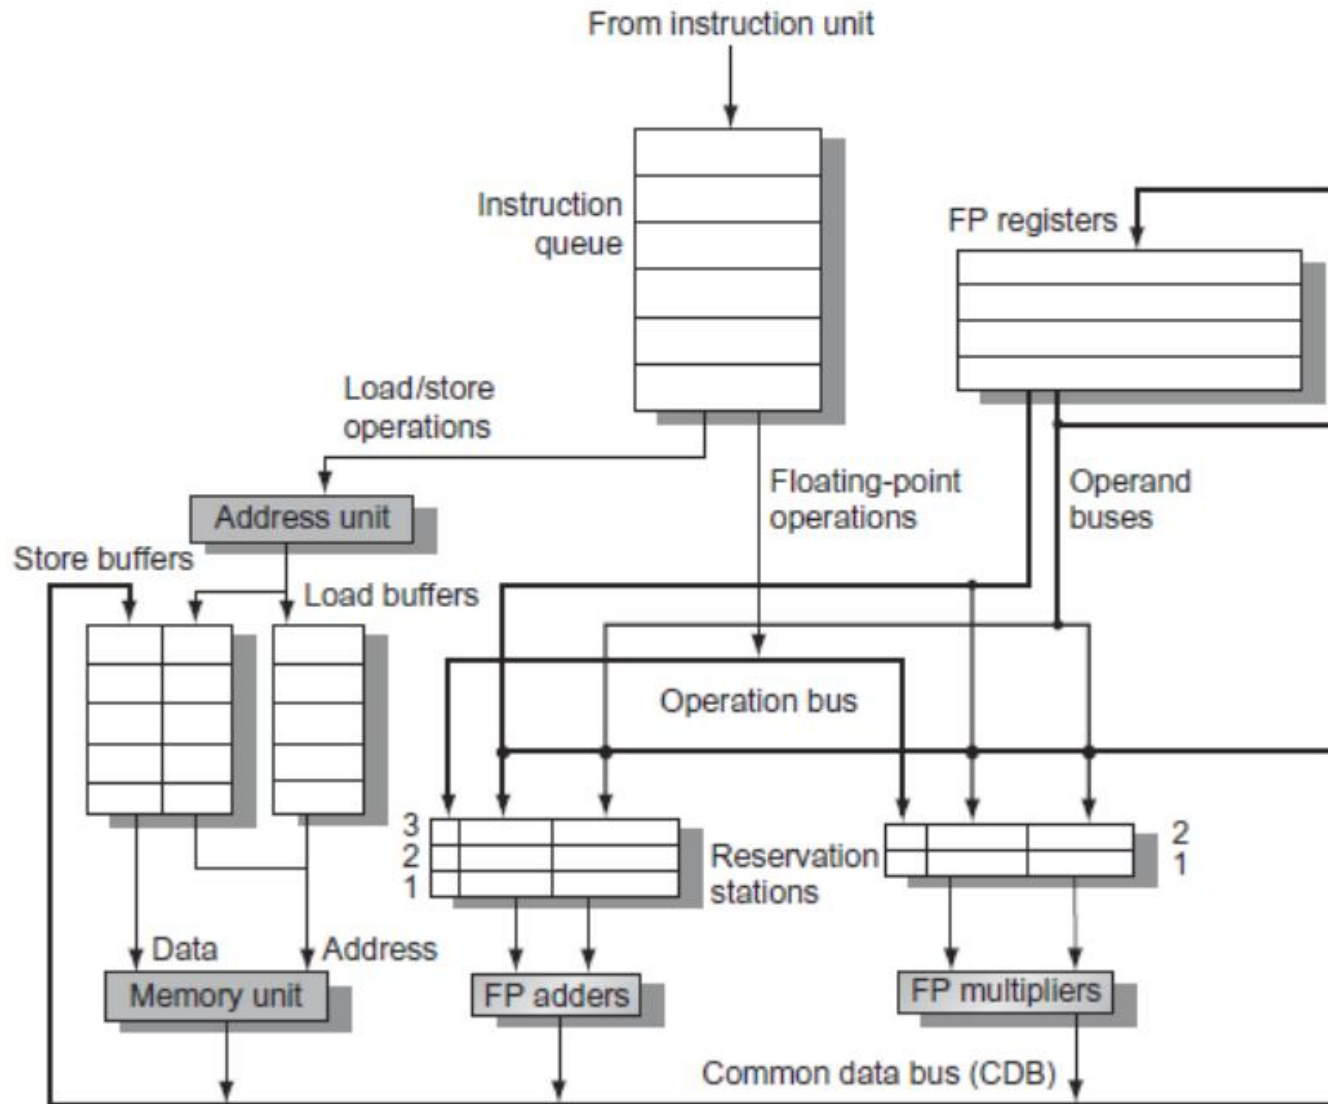 From instruction unit
Instruction
queue
FP registers
Load/store
operations
Floating-point
operations
Operand
buses
Address unit
Store buffers
Load buffers
Operation bus
3
2
1
Reservation
stations
2
1
Data
Address
Memory unit
FP adders
FP multipliers
Common data bus (CDB)